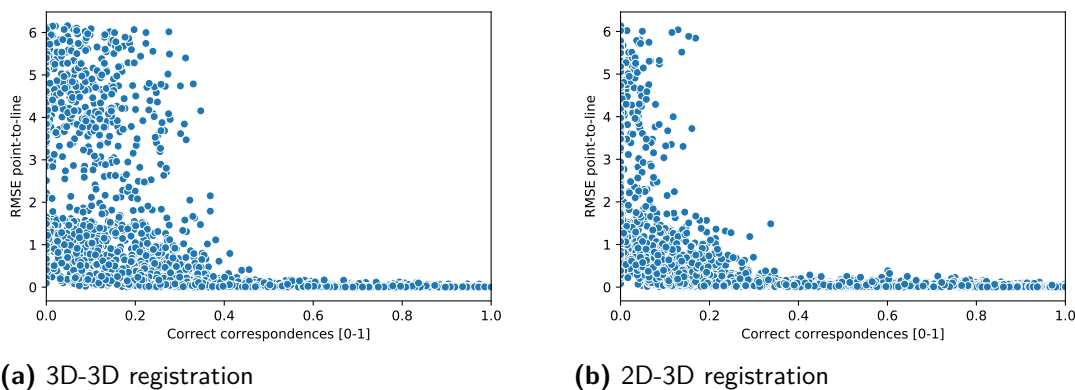 6
5
4
3
2
1
0
RMSE point-to-line
0.0 0.2 0.4 0.6 0.8 1.0
Correct correspondences [0-1]
(a) 3D-3D registration
6
5
4
3
2
1
0
RMSE point-to-line
0.0 0.2 0.4 0.6 0.8 1.0
Correct correspondences [0-1]
(b) 2D-3D registration